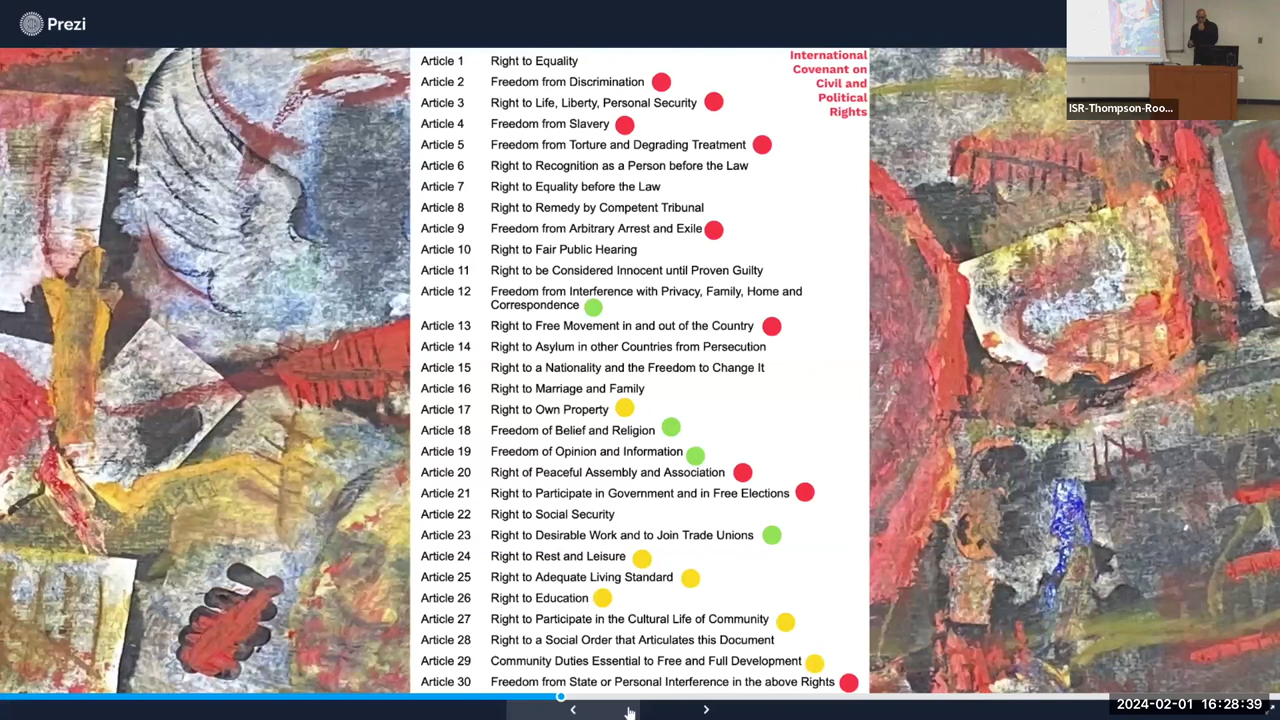 Prezi
International
Covenant on
Civil and
Political
Rights
ISR-Thompson-Roo...
Article 1 Right to Equality
Article 2 Freedom from Discrimination
Article 3 Right to Life, Liberty, Personal Security
Article 4 Freedom from Slavery
Article 5 Freedom from Torture and Degrading Treatment
Article 6 Right to Recognition as a Person before the Law
Article 7 Right to Equality before the Law
Article 8 Right to Remedy by Competent Tribunal
Article 9 Freedom from Arbitrary Arrest and Exile
Article 10 Right to Fair Public Hearing
Article 11 Right to be Considered Innocent until Proven Guilty
Article 12 Freedom from Interference with Privacy, Family, Home and
Correspondence
Article 13 Right to Free Movement in and out of the Country
Article 14 Right to Asylum in other Countries from Persecution
Article 15 Right to a Nationality and the Freedom to Change It
Article 16 Right to Marriage and Family
Article 17 Right to Own Property
Article 18 Freedom of Belief and Religion
Article 19 Freedom of Opinion and Information
Article 20 Right of Peaceful Assembly and Association
Article 21 Right to Participate in Government and in Free Elections
Article 22 Right to Social Security
Article 23 Right to Desirable Work and to Join Trade Unions
Article 24 Right to Rest and Leisure
Article 25 Right to Adequate Living Standard
Article 26 Right to Education
Article 27 Right to Participate in the Cultural Life of Community
Article 28 Right to a Social Order that Articulates this Document
Article 29 Community Duties Essential to Free and Full Development
Article 30 Freedom from State or Personal Interference in the above Rights
2024-02-01 16:28:39